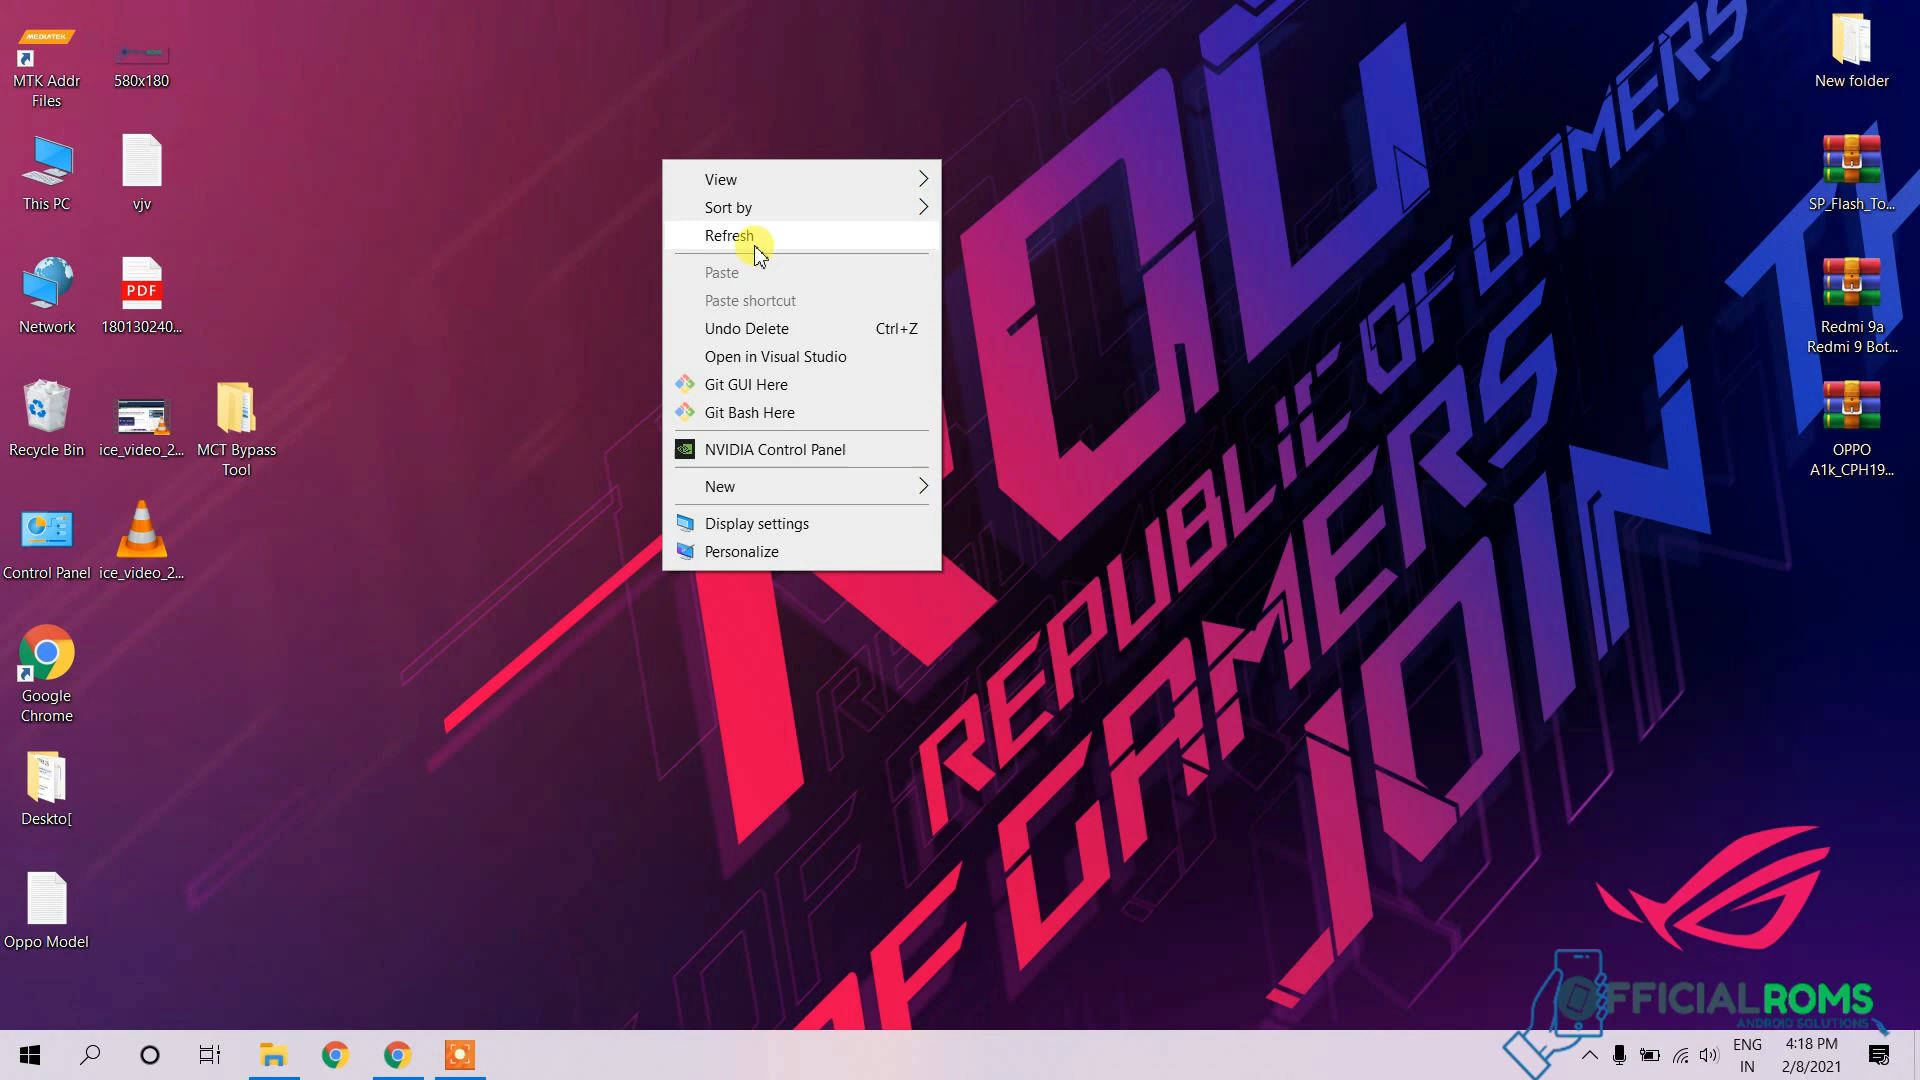 MEDIATEK
MTK Addr
Files
580x180
This PC
vjv
Network
PDF
180130240...
Recycle Bin
ice_video_2...
MCT Bypass
Tool
Control Panel
ice_video_2...
Google
Chrome
Deskto[
Oppo Model
View
Sort by
Refresh
Paste
Paste shortcut
Undo Delete Ctrl+Z
Open in Visual Studio
Git GUI Here
Git Bash Here
NVIDIA Control Panel
New
Display settings
Personalize
New folder
SP_Flash_To...
Redmi 9a
Redmi 9 Bot...
OPPO
A1k_CPH19...
REPUBLIC OF GAMERS
OF GAMERS
JOIN TH
FFICIALROMS
ANDROID SOLUTIONS
ENG
IN
4:18 PM
2/8/2021